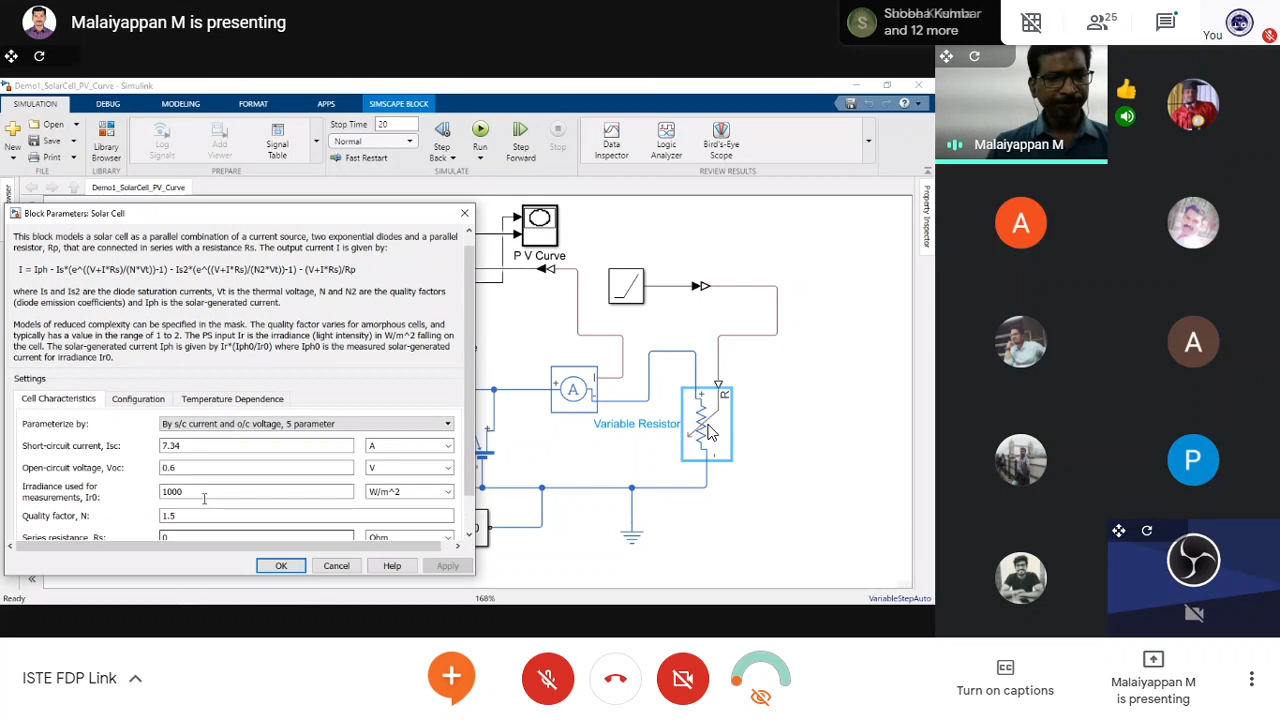 Malaiyappan M is presenting
S
and 12 more
25
You
Demo1_SolarCell_PV_Curve - Simulink
SIMULATION
DEBUG
MODELING
FORMAT
APPS
SIMSCAPE BLOCK
New
Open
Save
Print
FILE
Library
Browser
LIBRARY
Log
Signals
Add
Viewer
Signal
Table
PREPARE
Stop Time 20
Normal
Fast Restart
Step
Back
Run
Step
Forward
Stop
SIMULATE
Data
Inspector
Logic
Analyzer
Bird's-Eye
Scope
REVIEW RESULTS
Demo1_SolarCell_PV_Curve
Property Inspector
Block Parameters: Solar Cell
This block models a solar cell as a parallel combination of a current source, two exponential diodes and a parallel
resistor, Rp, that are connected in series with a resistance Rs. The output current I is given by:
I = Iph - Is*(e^((V+I*Rs)/(N*Vt))-1) - Is2*(e^((V+I*Rs)/(N2*Vt))-1) - (V+I*Rs)/Rp
where Is and Is2 are the diode saturation currents, Vt is the thermal voltage, N and N2 are the quality factors
(diode emission coefficients) and Iph is the solar-generated current.
Models of reduced complexity can be specified in the mask. The quality factor varies for amorphous cells, and
typically has a value in the range of 1 to 2. The PS input Ir is the irradiance (light intensity) in W/m^2 falling on
the cell. The solar-generated current Iph is given by Ir*(Iph0/Ir0) where Iph0 is the measured solar-generated
current for irradiance Ir0.
Settings
Cell Characteristics
Configuration
Temperature Dependence
Parameterize by: By s/c current and o/c voltage, 5 parameter
Short-circuit current, Isc: 7.34 A
Open-circuit voltage, Voc: 0.6 V
Irradiance used for
measurements, Ir0: 1000 W/m^2
Quality factor, N: 1.5
Series resistance, Rs: 0 Ohm
OK
Cancel
Help
Apply
P V Curve
A
I
Variable Resistor
R
Ready
168%
VariableStepAuto
Malaiyappan M
A
A
P
ISTE FDP Link
Turn on captions
Malaiyappan M
is presenting